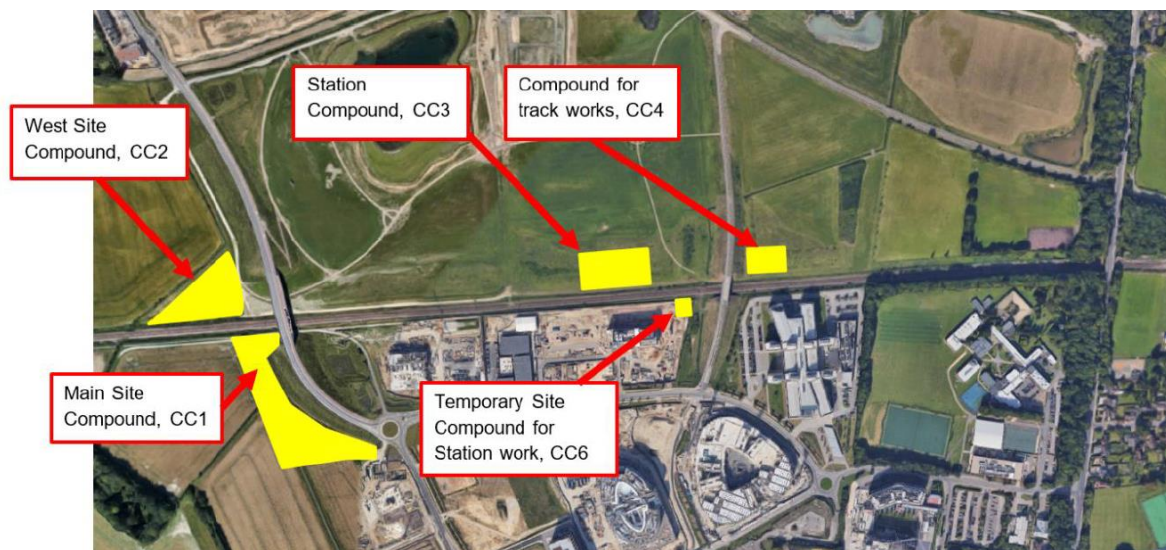 Station
Compound, CC3
Compound for
track works, CC4
West Site
Compound, CC2
Main Site
Compound, CC1
Temporary Site
Compound for
Station work, CC6